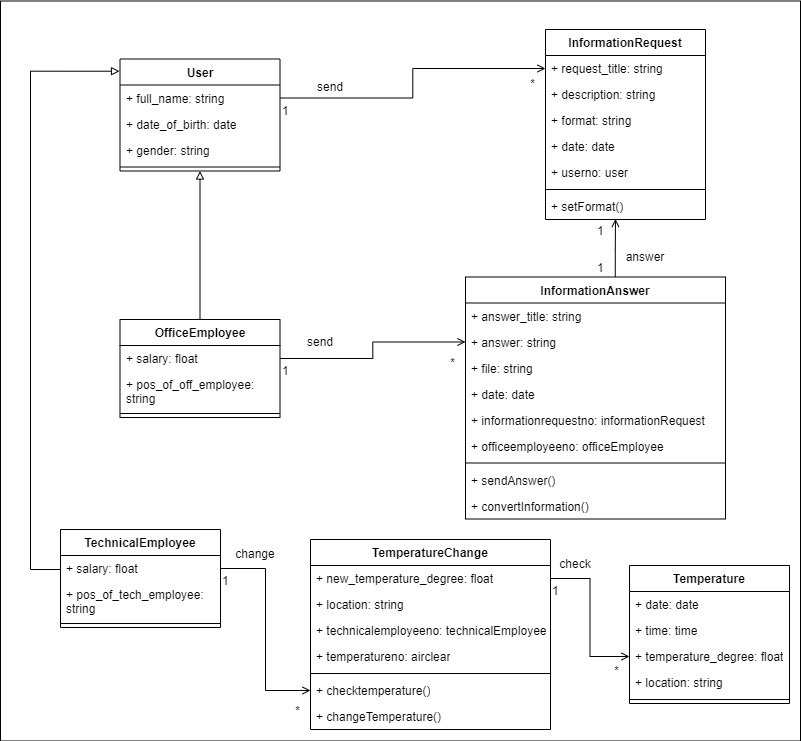 User
+ full_name: string
+ date_of_birth: date
+ gender: string
send
1
*
InformationRequest
+ request_title: string
+ description: string
+ format: string
+ date: date
+ userno: user
+ setFormat()
1
answer
1
OfficeEmployee
+ salary: float
+ pos_of_off_employee:
string
send
1
*
InformationAnswer
+ answer_title: string
+ answer: string
+ file: string
+ date: date
+ informationrequestno: informationRequest
+ officeemployeeno: officeEmployee
+ sendAnswer()
+ convertInformation()
TechnicalEmployee
+ salary: float
+ pos_of_tech_employee:
string
change
1
*
TemperatureChange
+ new_temperature_degree: float
+ location: string
+ technicalemployeeno: technicalEmployee
+ temperatureno: airclear
+ checktemperature()
+ changeTemperature()
check
1
*
Temperature
+ date: date
+ time: time
+ temperature_degree: float
+ location: string